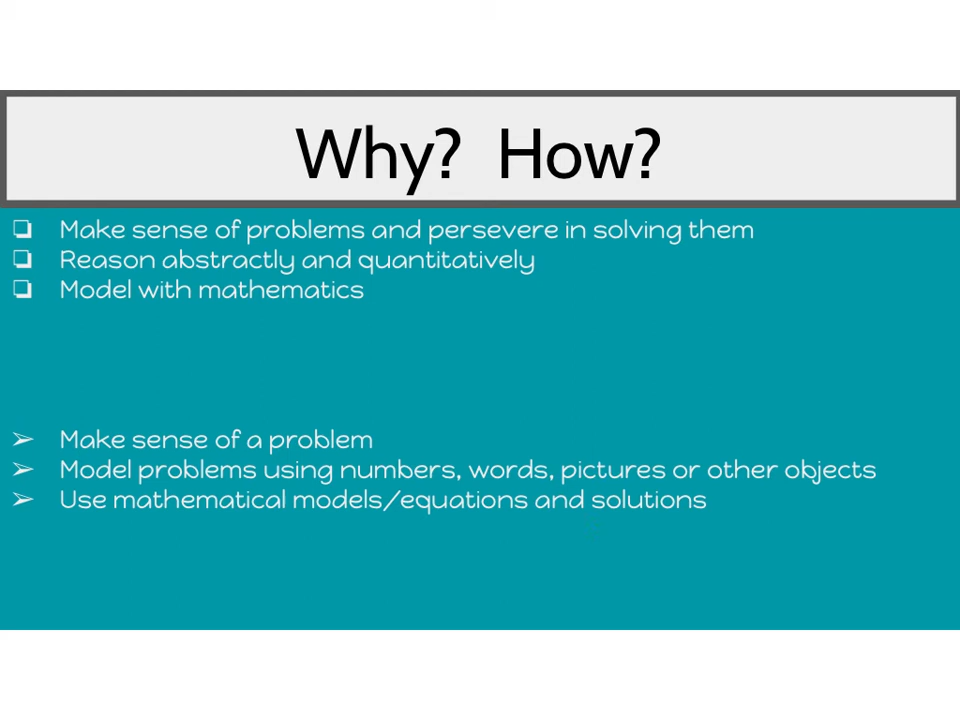 Why? How?
❏ Make sense of problems and persevere in solving them
❏ Reason abstractly and quantitatively
❏ Model with mathematics
➢ Make sense of a problem
➢ Model problems using numbers, words, pictures or other objects
➢ Use mathematical models/equations and solutions